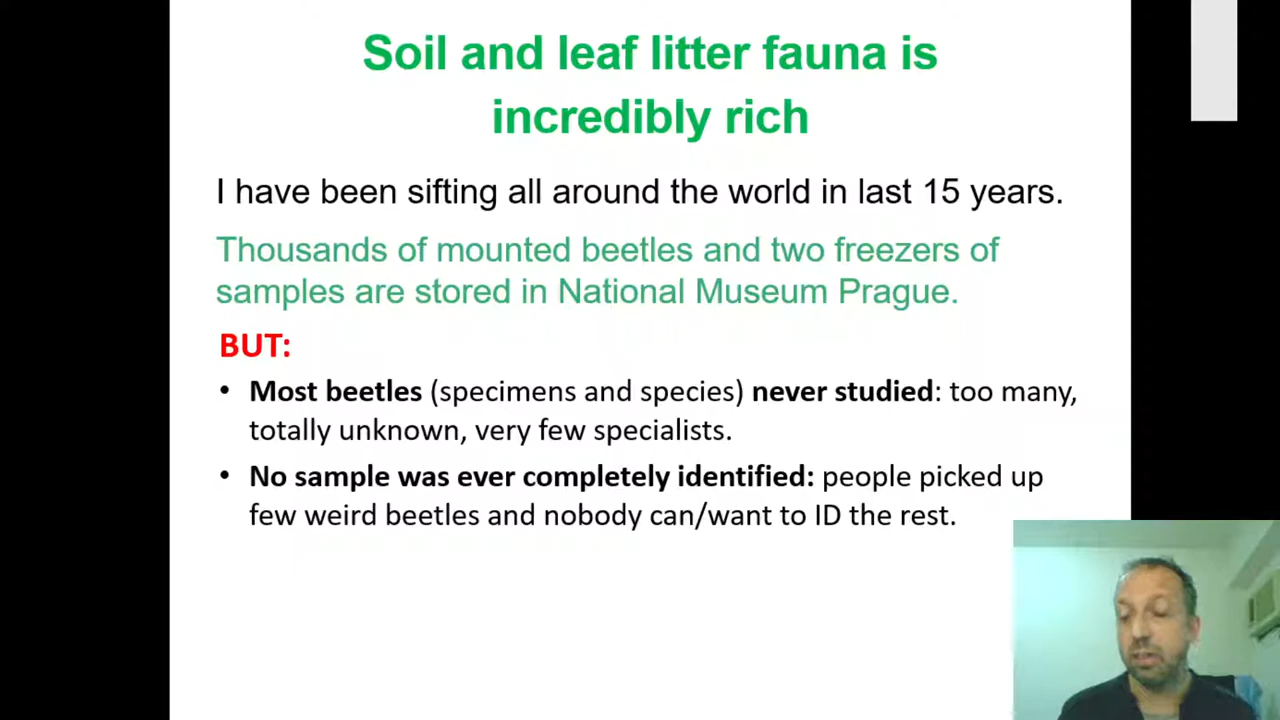 Soil and leaf litter fauna is
incredibly rich
I have been sifting all around the world in last 15 years.
Thousands of mounted beetles and two freezers of
samples are stored in National Museum Prague.
BUT:
• Most beetles (specimens and species) never studied: too many,
totally unknown, very few specialists.
• No sample was ever completely identified: people picked up
few weird beetles and nobody can/want to ID the rest.